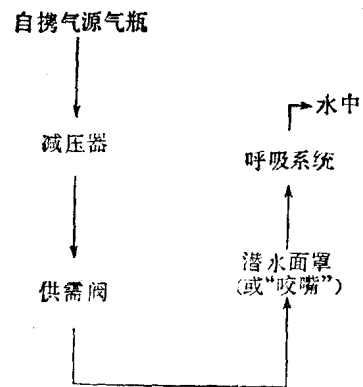 自携气源气瓶
减压器
供需阀
潜水面罩
(或“咬嘴”)
呼吸系统
水中